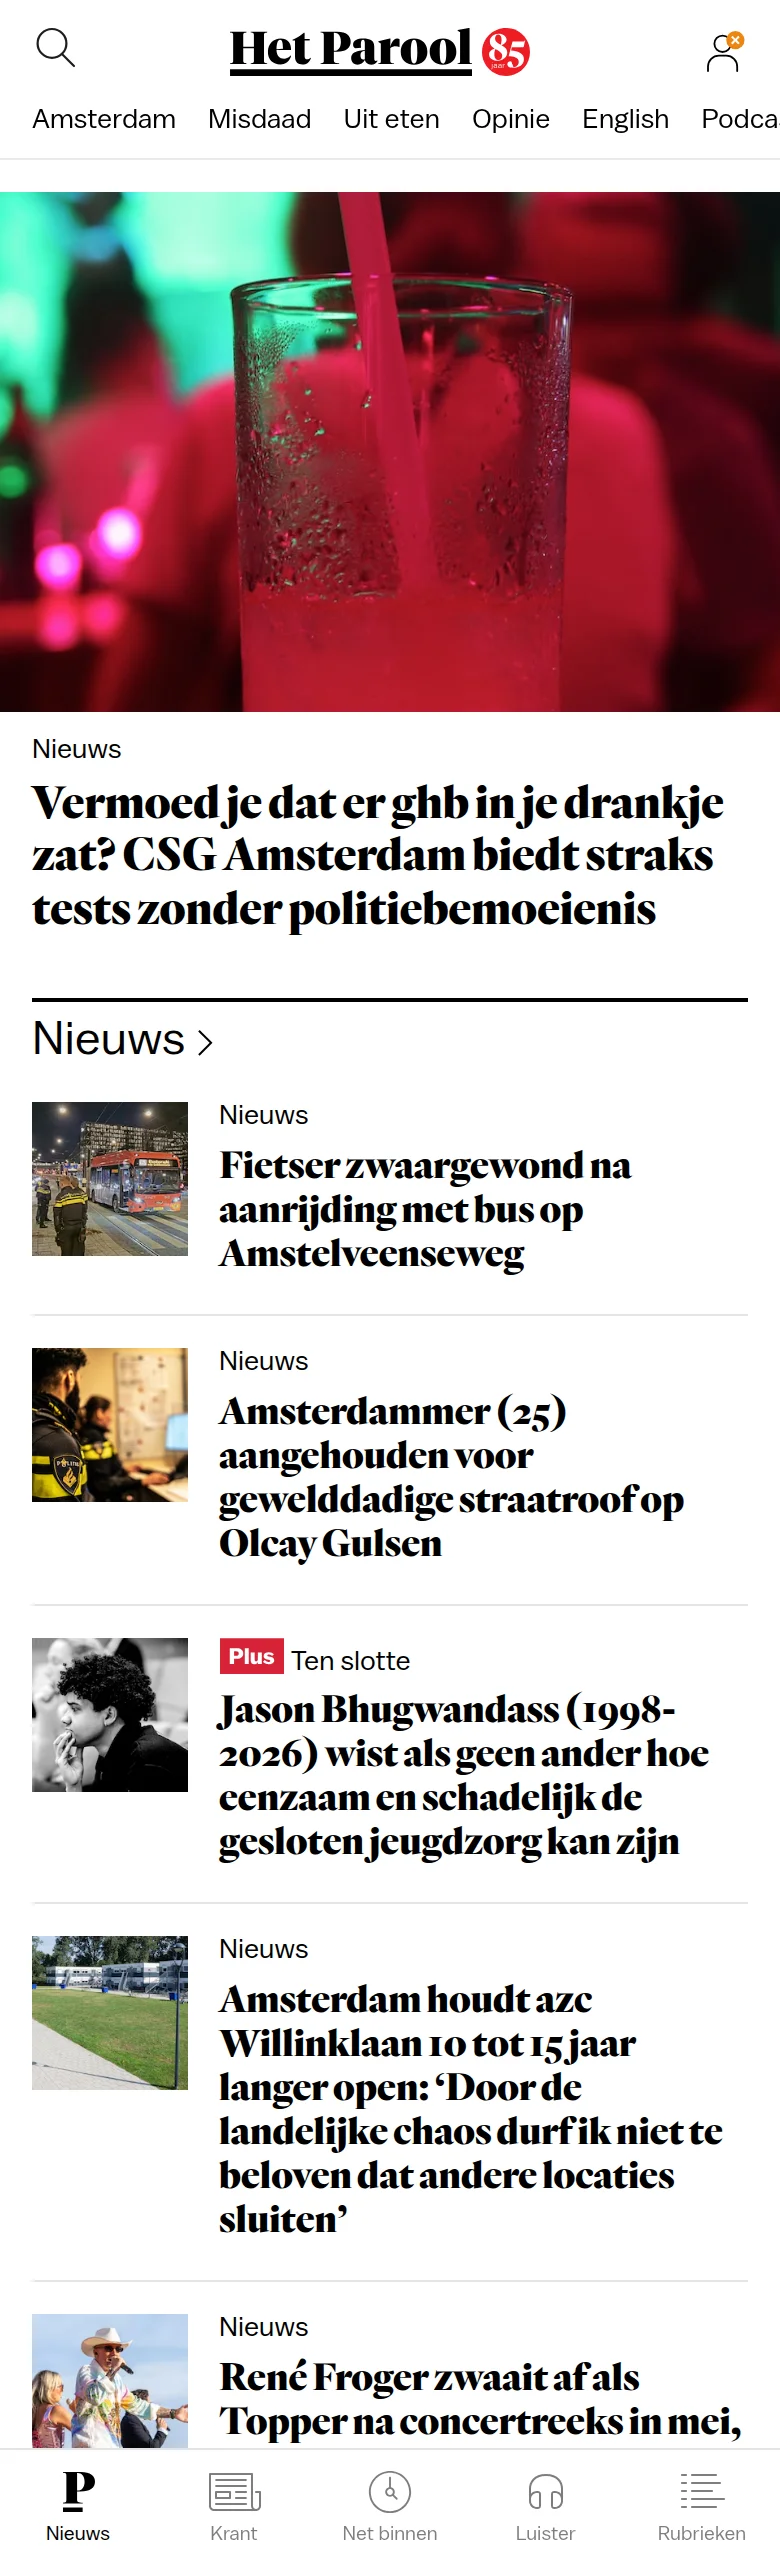 Het Parool 85 jaar
Amsterdam Misdaad Uit eten Opinie English Podca
Nieuws
Vermoed je dat er ghb in je drankje
zat? CSG Amsterdam biedt straks
tests zonder politiebemoeienis
Nieuws
Nieuws
Fietser zwaargewond na
aanrijding met bus op
Amstelveenseweg
Nieuws
Amsterdammer (25)
aangehouden voor
gewelddadige straatroof op
Olcay Gulsen
POLITIE
Plus Ten slotte
Jason Bhugwandass (1998-
2026) wist als geen ander hoe
eenzaam en schadelijk de
gesloten jeugdzorg kan zijn
Nieuws
Amsterdam houdt azc
Willinklaan 10 tot 15 jaar
langer open: ‘Door de
landelijke chaos durf ik niet te
beloven dat andere locaties
sluiten’
Nieuws
René Froger zwaait af als
Topper na concertreeks in mei,
P
Nieuws Krant Net binnen Luister Rubrieken